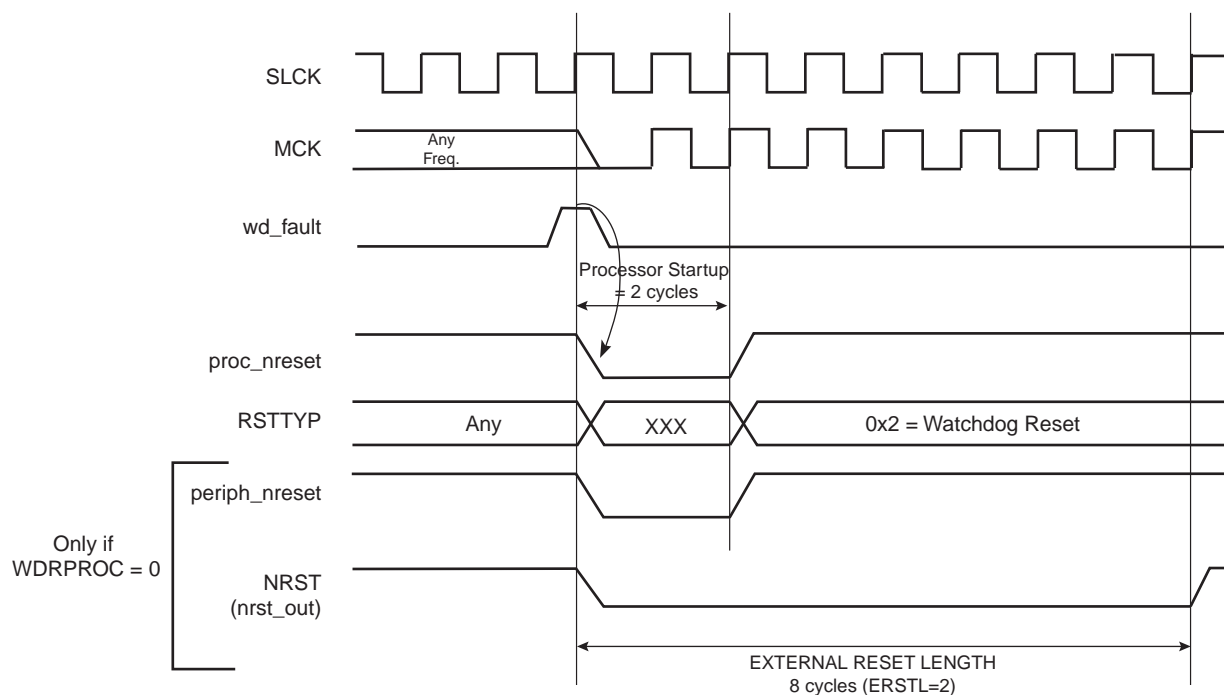 SLCK
MCK
Any
Freq.
wd_fault
Processor Startup
= 2 cycles
proc_nreset
RSTTYP
Any
XXX
0x2 = Watchdog Reset
periph_nreset
Only if
WDRPROC = 0
NRST
(nrst_out)
EXTERNAL RESET LENGTH
8 cycles (ERSTL=2)